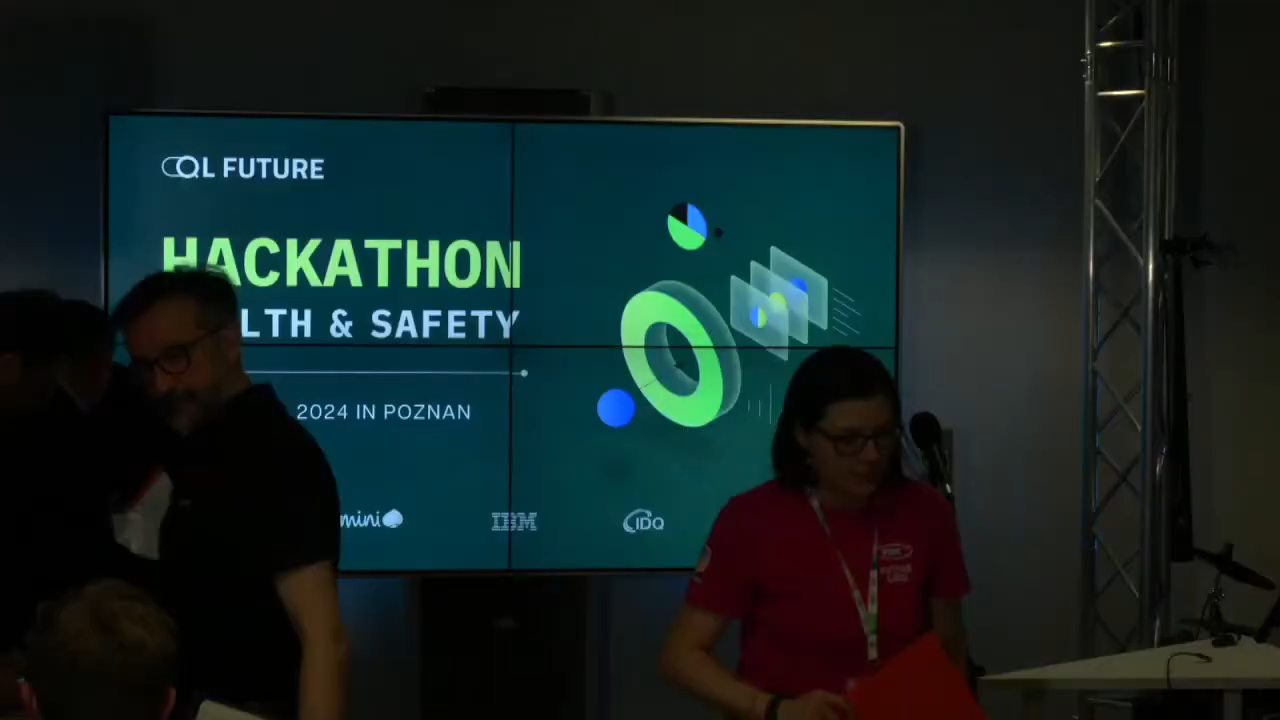 QL FUTURE
HACKATHON
LTH & SAFETY
2024 IN POZNAN
mini
IBM
IDQ